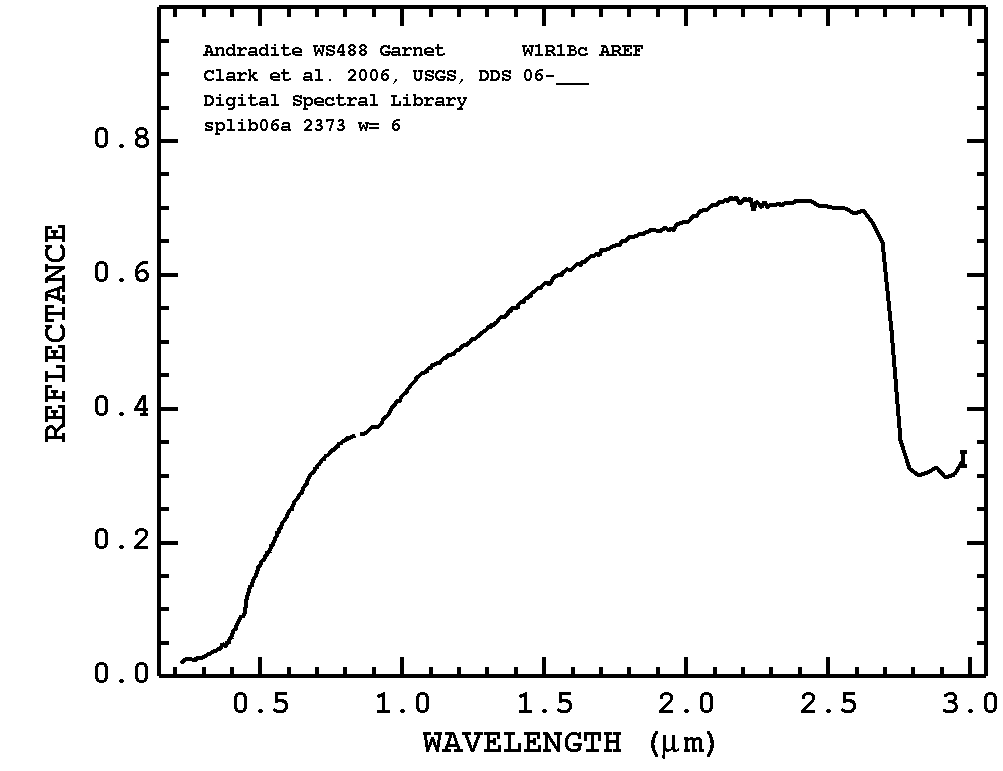 Andradite WS488 Garnet W1R1Bc AREF
Clark et al. 2006, USGS, DDS 06-___
Digital Spectral Library
splib06a 2373 w= 6
0.8
0.6
0.4
0.2
0.0
REFLECTANCE
0.5 1.0 1.5 2.0 2.5 3.0
WAVELENGTH (μm)